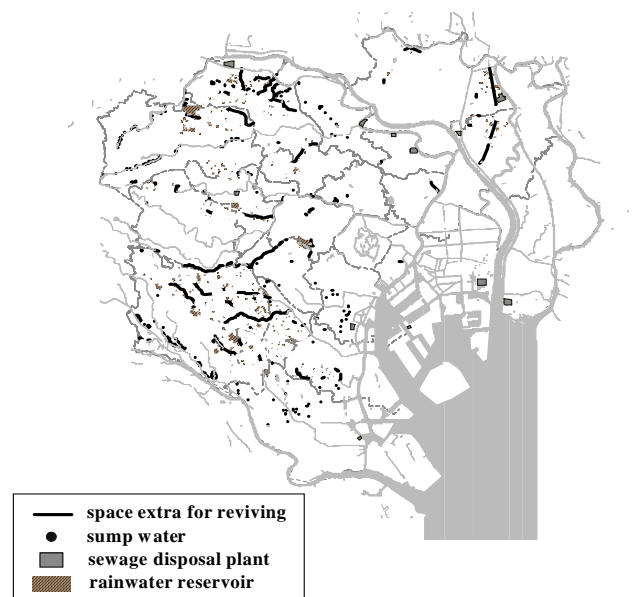 space extra for reviving
sump water
sewage disposal plant
rainwater reservoir